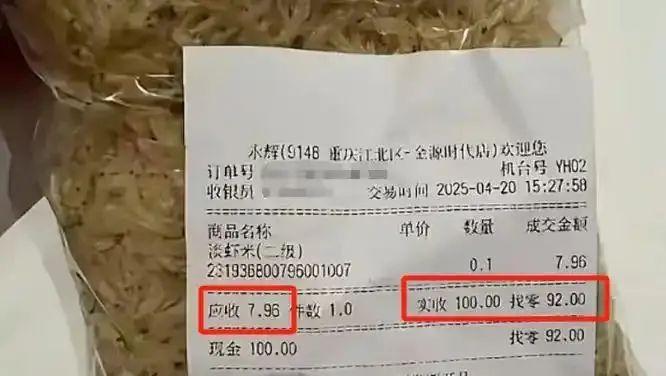 永辉(9148 重庆江北区-金源时代店)欢迎您
订单号 机台号 YH02
收银员 交易时间 2025-04-20 15:27:58
商品名称 单价 数量 成交金额
淡虾米(二级)
231936800796001007
0.1 7.96
应收 7.96 件数 1.0 实收 100.00 找零 92.00
现金 100.00 找零 92.00